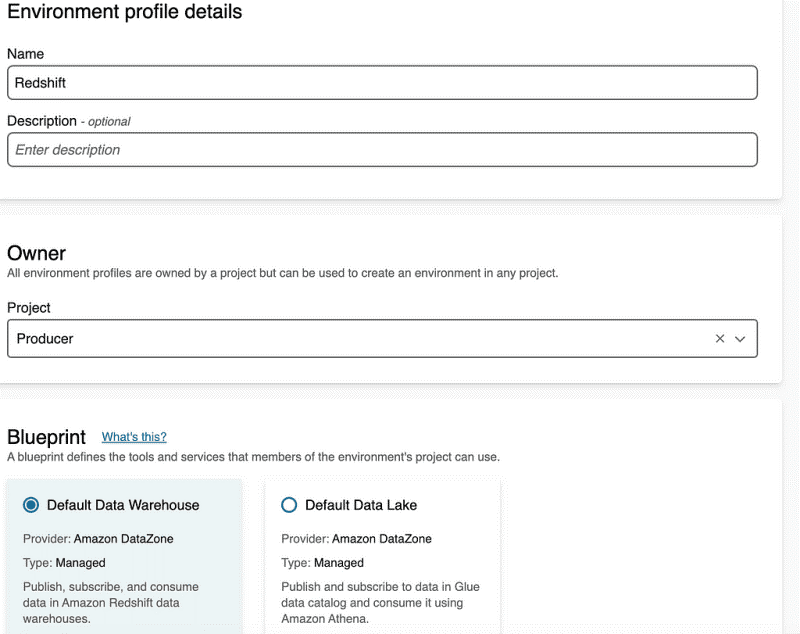 Environment profile details
Name
Redshift
Description - optional
Enter description
Owner
All environment profiles are owned by a project but can be used to create an environment in any project.
Project
Producer
Blueprint What's this?
A blueprint defines the tools and services that members of the environment's project can use.
Default Data Warehouse
Provider: Amazon DataZone
Type: Managed
Publish, subscribe, and consume
data in Amazon Redshift data
warehouses.
Default Data Lake
Provider: Amazon DataZone
Type: Managed
Publish and subscribe to data in Glue
data catalog and consume it using
Amazon Athena.